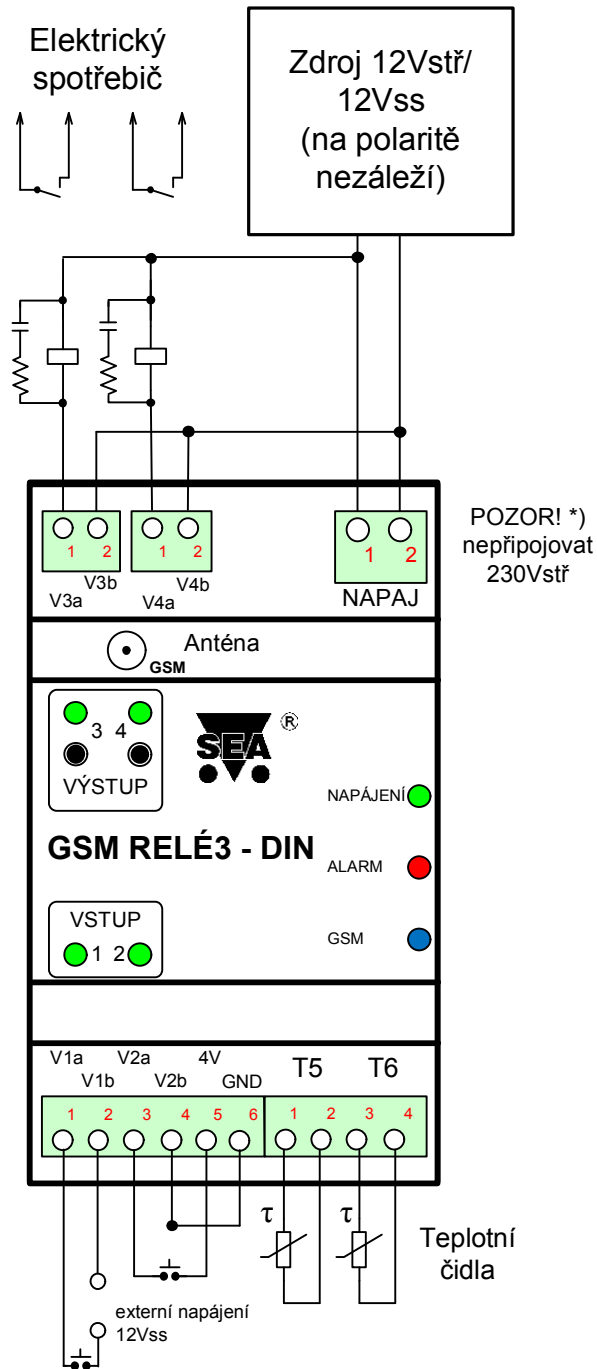 Elektrický
spotřebič
Zdroj 12Vstř/
12Vss
(na polaritě
nezáleží)
POZOR! *)
nepřipojovat
230Vstř
1 2
1 2
1 2
V3a V3b
V4a V4b
NAPAJ
Anténa
GSM
3 4
VÝSTUP
SEA ®
NAPÁJENÍ
GSM RELÉ3 - DIN
ALARM
VSTUP
1 2
GSM
V1a V2a 4V
V1b V2b GND
T5 T6
1 2 3 4 5 6 1 2 3 4
τ τ
Teplotní
čidla
externí napájení
12Vss